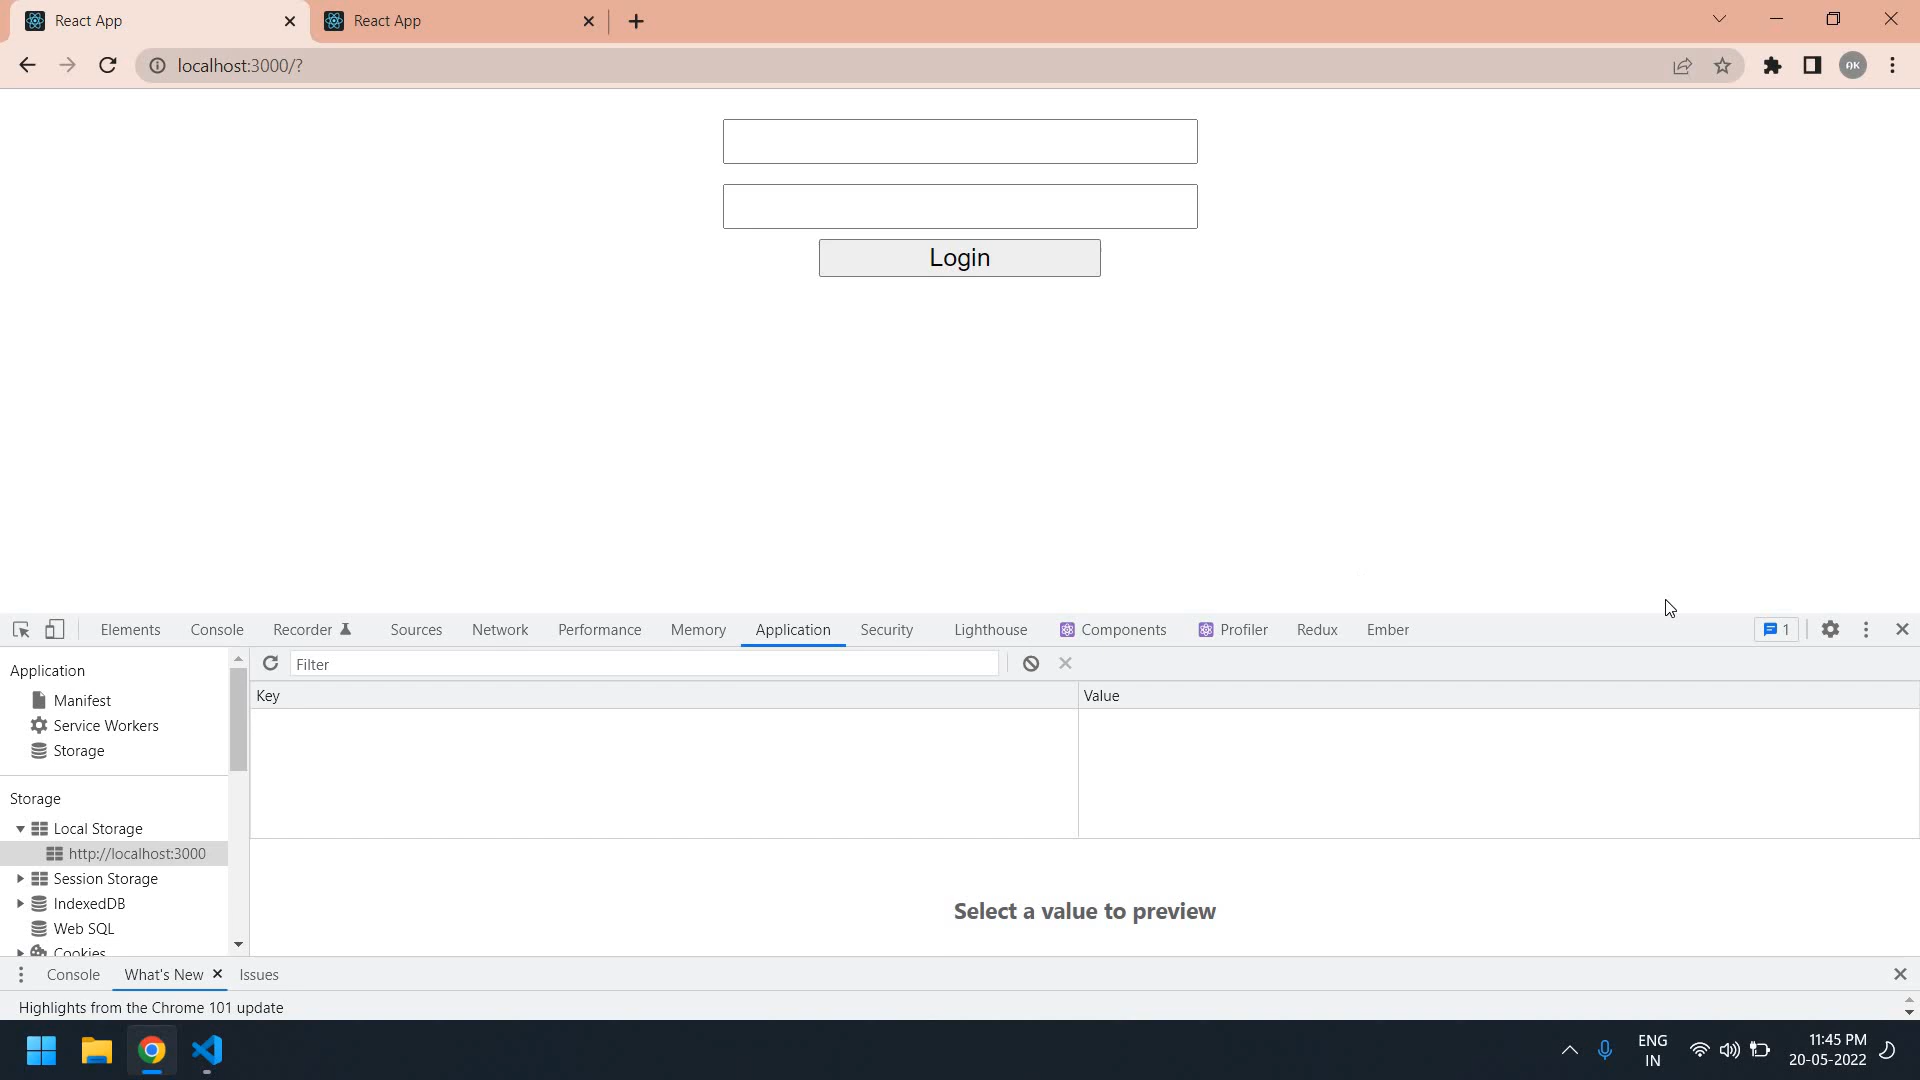 React App
React App
localhost:3000/?
AK
Login
Elements Console Recorder Sources Network Performance Memory Application Security Lighthouse Components Profiler Redux Ember 1
Application
Manifest
Service Workers
Storage
Storage
Local Storage
http://localhost:3000
Session Storage
IndexedDB
Web SQL
Cookies
Filter
Key Value
Select a value to preview
Console What's New Issues
Highlights from the Chrome 101 update
ENG
IN
11:45 PM
20-05-2022